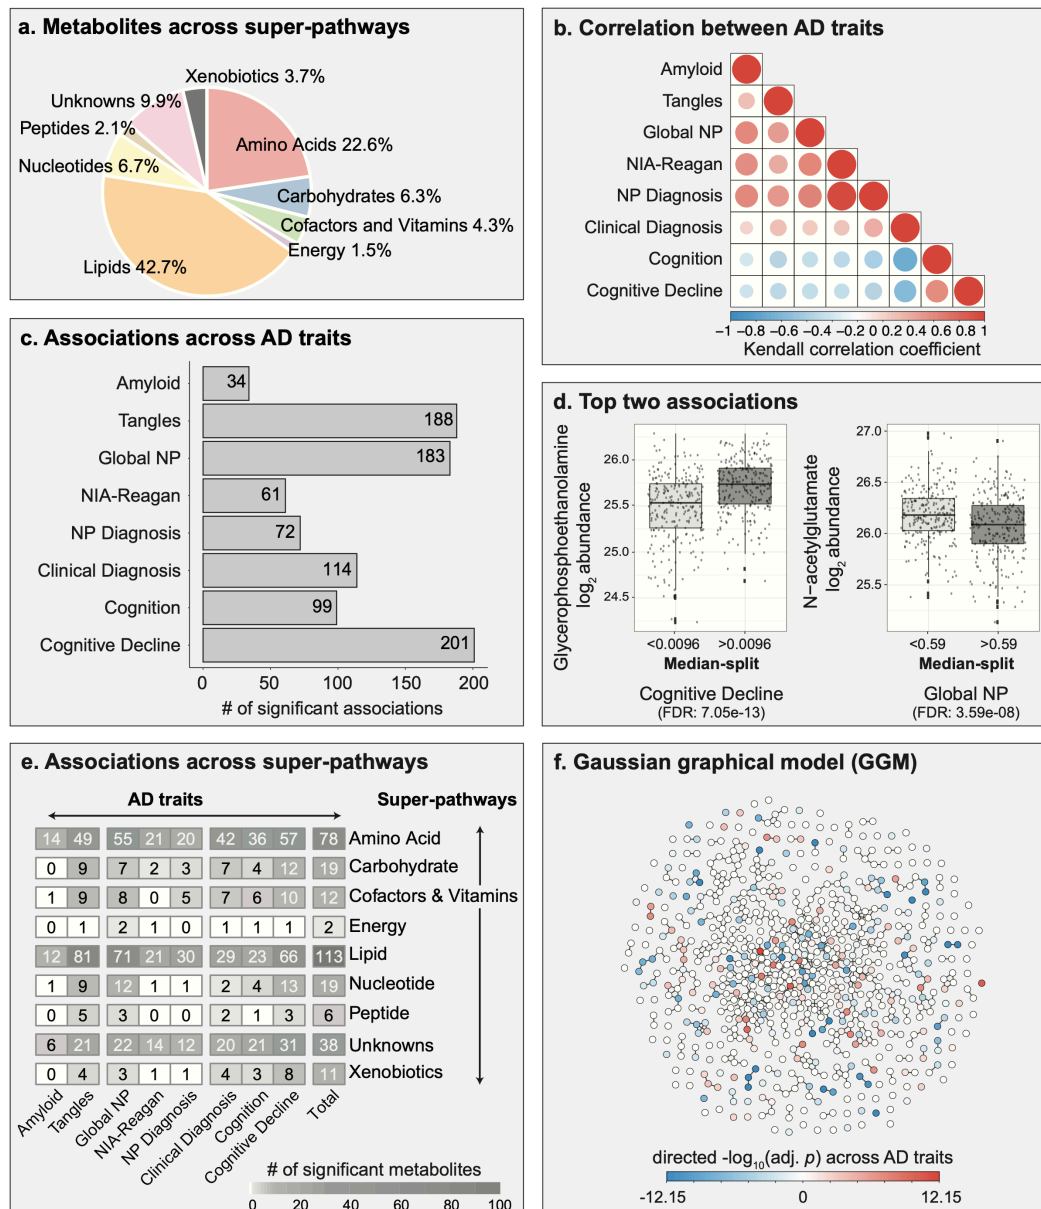 a. Metabolites across super-pathways
Xenobiotics 3.7%
Unknowns 9.9%
Peptides 2.1%
Amino Acids 22.6%
Nucleotides 6.7%
Carbohydrates 6.3%
Cofactors and Vitamins 4.3%
Energy 1.5%
Lipids 42.7%
b. Correlation between AD traits
Amyloid
Tangles
Global NP
NIA-Reagan
NP Diagnosis
Clinical Diagnosis
Cognition
Cognitive Decline
−1 -0.8 -0.6 -0.4 -0.2 0 0.2 0.4 0.6 0.8 1
Kendall correlation coefficient
c. Associations across AD traits
Amyloid 34
Tangles 188
Global NP 183
NIA-Reagan 61
NP Diagnosis 72
Clinical Diagnosis 114
Cognition 99
Cognitive Decline 201
0 50 100 150 200
# of significant associations
d. Top two associations
Glycerophosphoethanolamine
log2 abundance
26.0
25.5
25.0
24.5
<0.0096 >0.0096
Median-split
Cognitive Decline
(FDR: 7.05e-13)
N−acetylglutamate
log2 abundance
27.0
26.5
26.0
25.5
<0.59 >0.59
Median-split
Global NP
(FDR: 3.59e-08)
e. Associations across super-pathways
AD traits Super-pathways
14 49 55 21 20 42 36 57 78 Amino Acid
0 9 7 2 3 7 4 12 19 Carbohydrate
1 9 8 0 5 7 6 10 12 Cofactors & Vitamins
0 1 2 1 0 1 1 1 2 Energy
12 81 71 21 30 29 23 66 113 Lipid
1 9 12 1 1 2 4 13 19 Nucleotide
0 5 3 0 0 2 1 3 6 Peptide
6 21 22 14 12 20 21 31 38 Unknowns
0 4 3 1 1 4 3 8 11 Xenobiotics
Amyloid
Tangles
Global NP
NIA-Reagan
NP Diagnosis
Clinical Diagnosis
Cognition
Cognitive Decline
Total
# of significant metabolites
0 20 40 60 80 100
f. Gaussian graphical model (GGM)
directed -log10(adj. p) across AD traits
-12.15 0 12.15